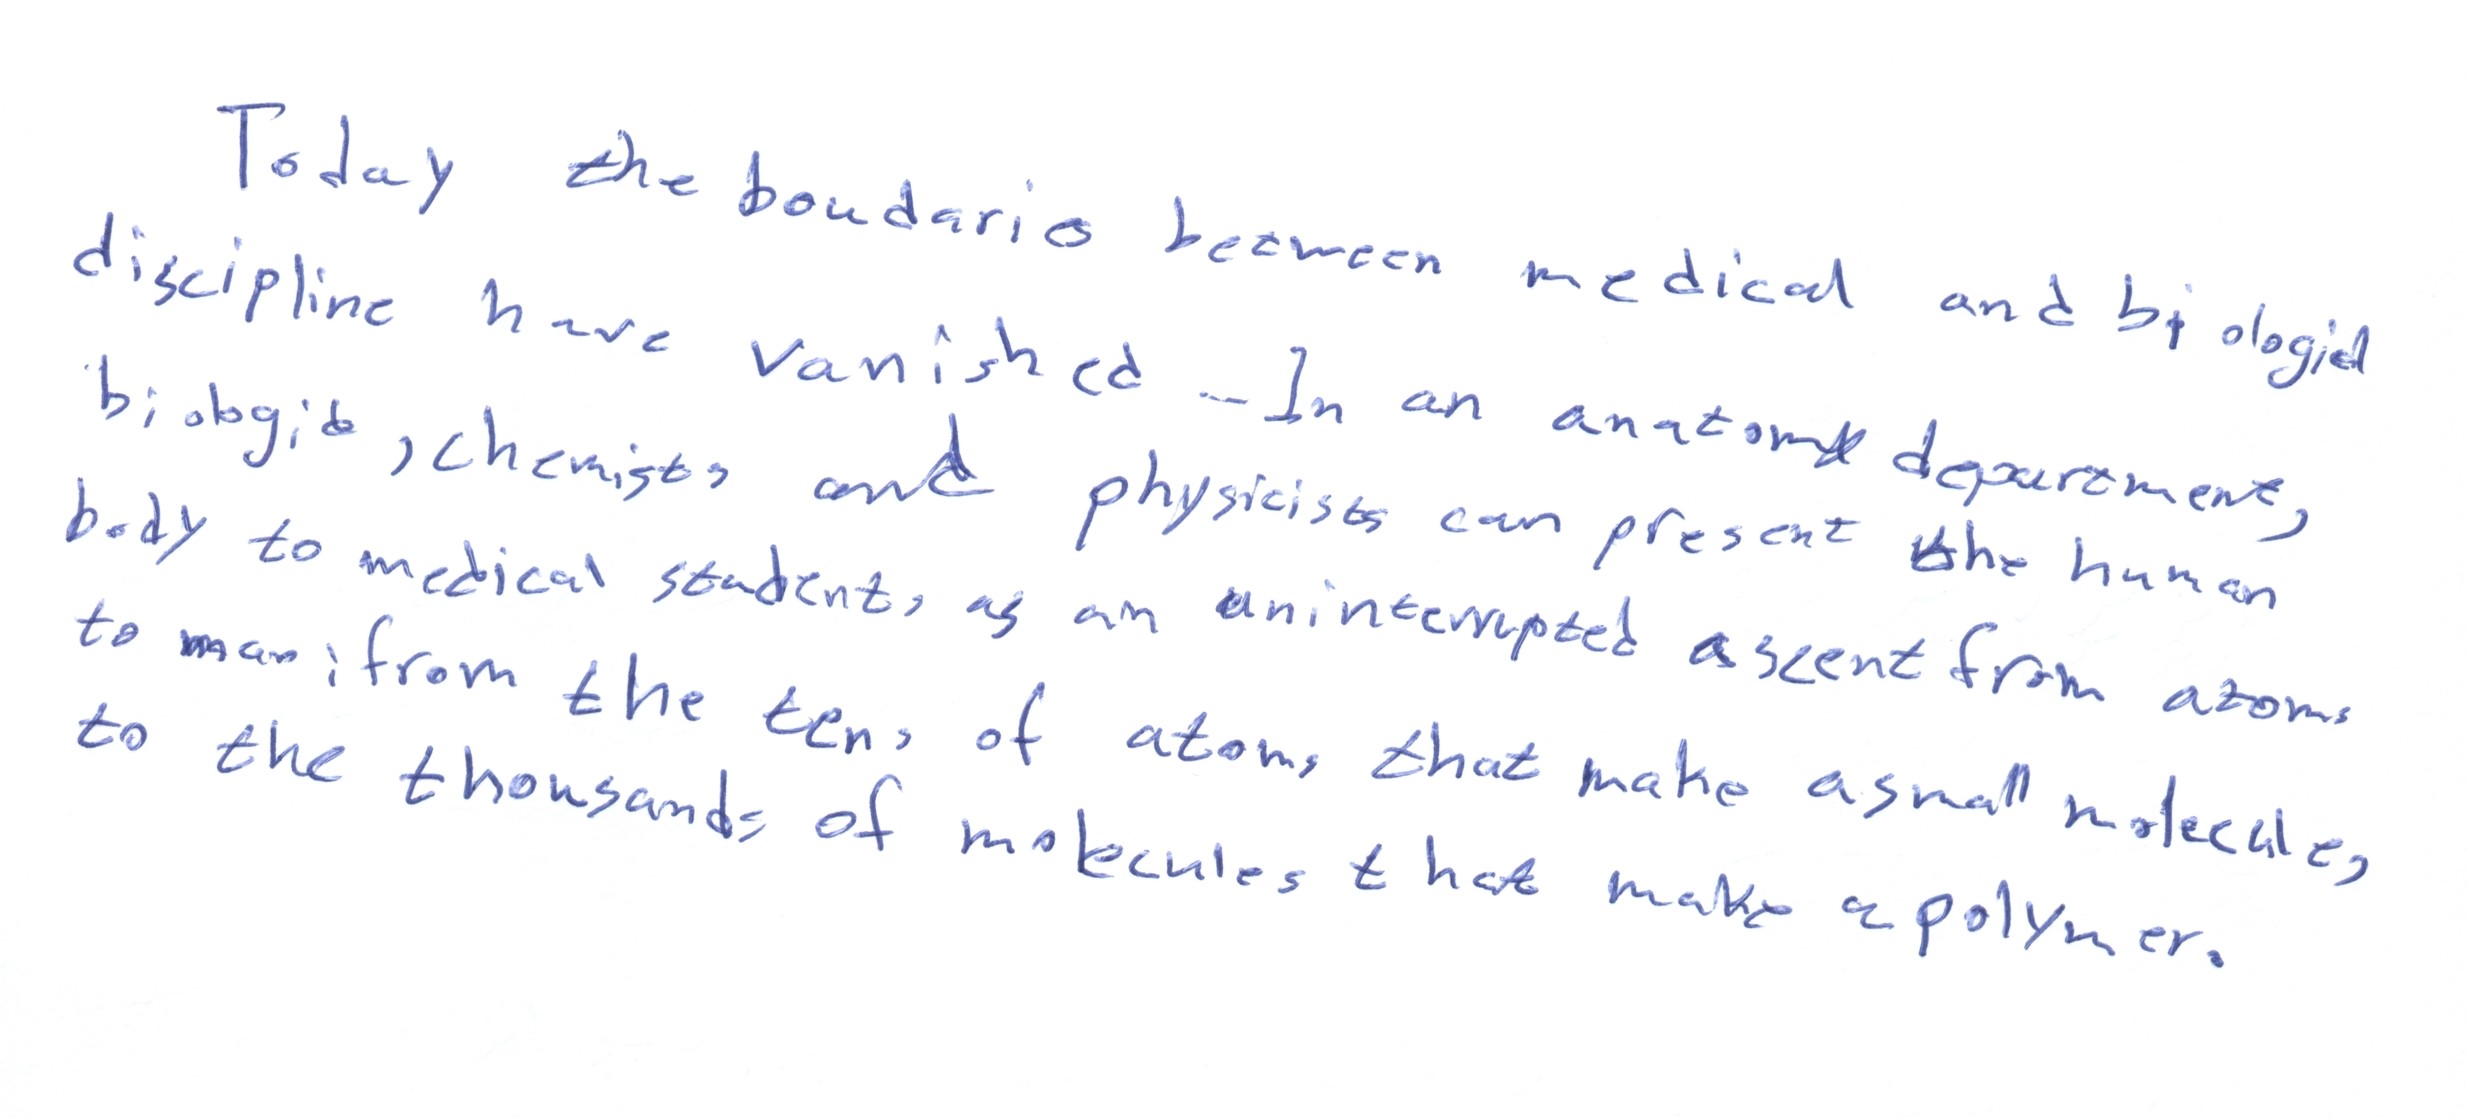 Today the boudaries between medical and biological
discipline have vanished - In an anatomy department,
biologists, chemists and physicists can present the human
body to medical students as an uninterrupted ascent from atoms
to man; from the tens of atoms that make a small molecule,
to the thousands of molecules that make a polymer.